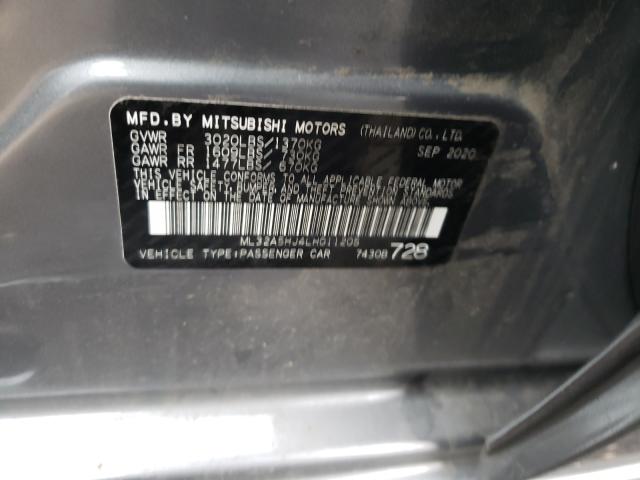 MFD.BY MITSUBISHI MOTORS (THAILAND) CO., LTD.
GVWR 3020LBS/1370KG SEP 2020
GAWR FR 1609LBS/ 730KG
GAWR RR 1477LBS/ 670KG
THIS VEHICLE CONFORMS TO ALL APPLICABLE FEDERAL MOTOR
VEHICLE SAFETY, BUMPER, AND THEFT PREVENTION STANDARDS
IN EFFECT ON THE DATE OF MANUFACTURE SHOWN ABOVE.
ML32A5HJ4LH011205
VEHICLE TYPE:PASSENGER CAR 7430B 728